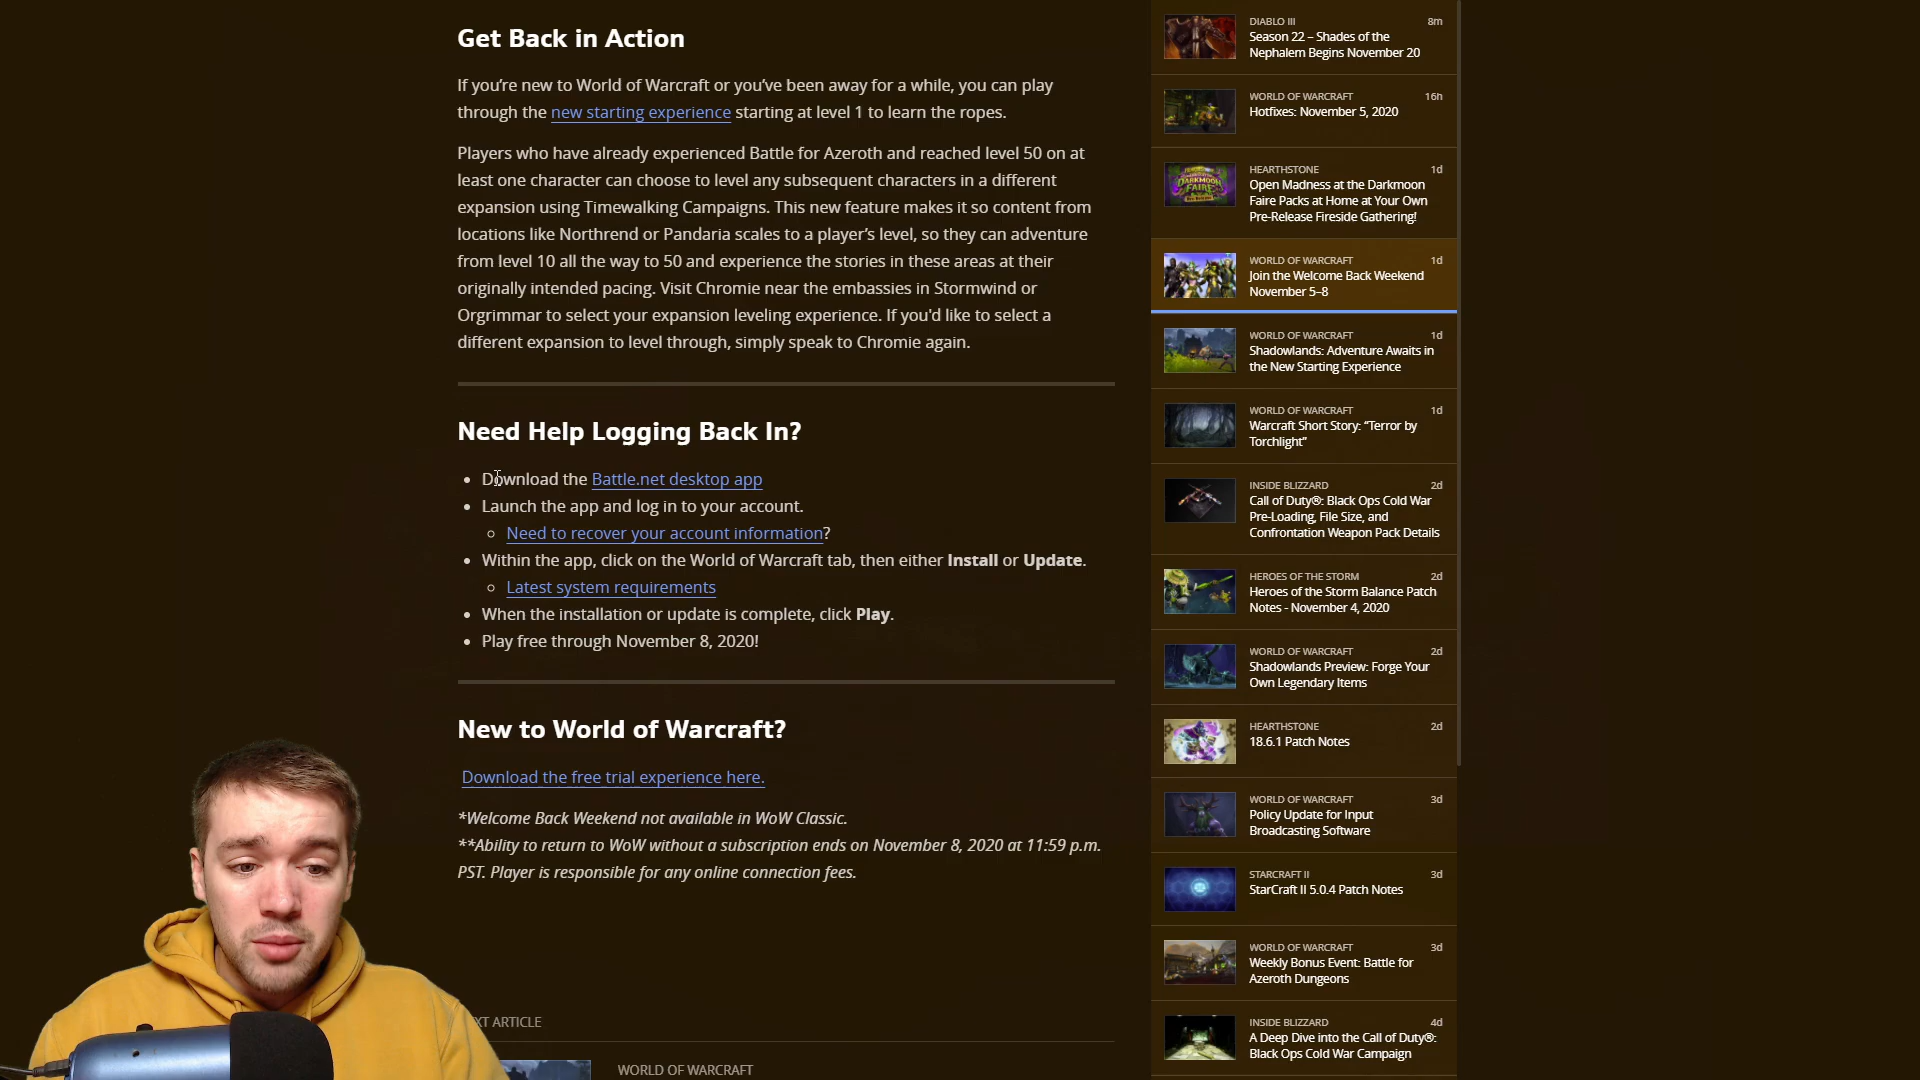 Get Back in Action
If you’re new to World of Warcraft or you’ve been away for a while, you can play
through the new starting experience starting at level 1 to learn the ropes.
Players who have already experienced Battle for Azeroth and reached level 50 on at
least one character can choose to level any subsequent characters in a different
expansion using Timewalking Campaigns. This new feature makes it so content from
locations like Northrend or Pandaria scales to a player’s level, so they can adventure
from level 10 all the way to 50 and experience the stories in these areas at their
originally intended pacing. Visit Chromie near the embassies in Stormwind or
Orgrimmar to select your expansion leveling experience. If you'd like to select a
different expansion to level through, simply speak to Chromie again.
Need Help Logging Back In?
Download the Battle.net desktop app
Launch the app and log in to your account.
Need to recover your account information?
Within the app, click on the World of Warcraft tab, then either Install or Update.
Latest system requirements
When the installation or update is complete, click Play.
Play free through November 8, 2020!
New to World of Warcraft?
Download the free trial experience here.
*Welcome Back Weekend not available in WoW Classic.
**Ability to return to WoW without a subscription ends on November 8, 2020 at 11:59 p.m.
PST. Player is responsible for any online connection fees.
XT ARTICLE
WORLD OF WARCRAFT
DIABLO III 8m
Season 22 – Shades of the
Nephalem Begins November 20
WORLD OF WARCRAFT 16h
Hotfixes: November 5, 2020
HEARTHSTONE 1d
Open Madness at the Darkmoon
Faire Packs at Home at Your Own
Pre-Release Fireside Gathering!
WORLD OF WARCRAFT 1d
Join the Welcome Back Weekend
November 5–8
WORLD OF WARCRAFT 1d
Shadowlands: Adventure Awaits in
the New Starting Experience
WORLD OF WARCRAFT 1d
Warcraft Short Story: “Terror by
Torchlight”
INSIDE BLIZZARD 2d
Call of Duty®: Black Ops Cold War
Pre-Loading, File Size, and
Confrontation Weapon Pack Details
HEROES OF THE STORM 2d
Heroes of the Storm Balance Patch
Notes - November 4, 2020
WORLD OF WARCRAFT 2d
Shadowlands Preview: Forge Your
Own Legendary Items
HEARTHSTONE 2d
18.6.1 Patch Notes
WORLD OF WARCRAFT 3d
Policy Update for Input
Broadcasting Software
STARCRAFT II 3d
StarCraft II 5.0.4 Patch Notes
WORLD OF WARCRAFT 3d
Weekly Bonus Event: Battle for
Azeroth Dungeons
INSIDE BLIZZARD 4d
A Deep Dive into the Call of Duty®:
Black Ops Cold War Campaign